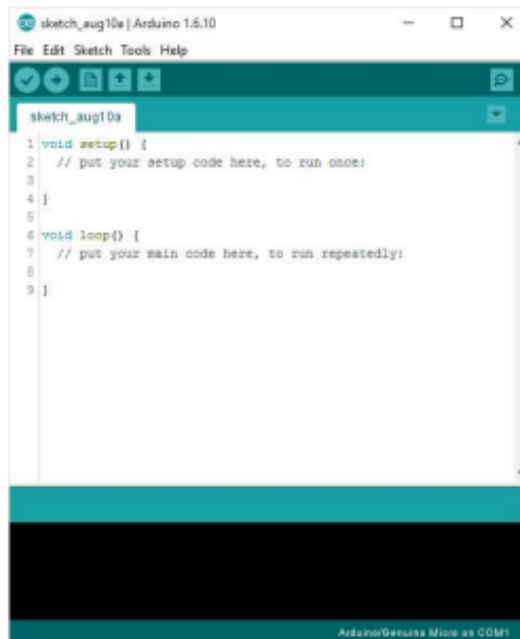 sketch_aug10a | Arduino 1.6.10
File Edit Sketch Tools Help
sketch_aug10a
1 void setup() {
2 // put your setup code here, to run once:
3
4 }
5
6 void loop() {
7 // put your main code here, to run repeatedly:
8
9 }
Arduino/Genuino Micro on COM1